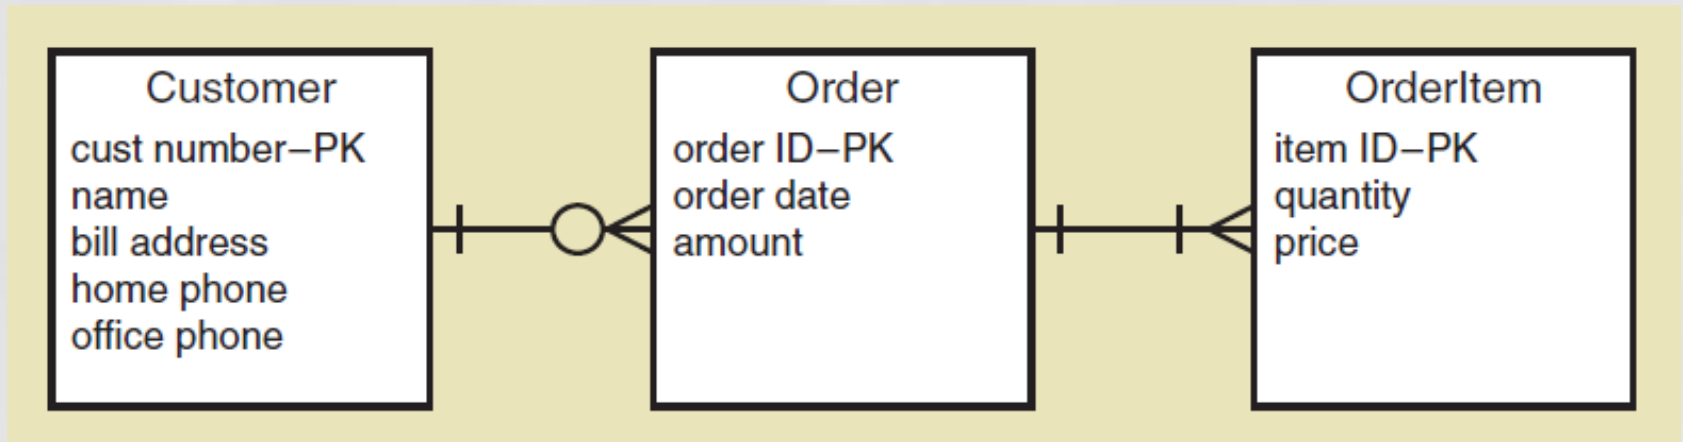 Customer
cust number–PK
name
bill address
home phone
office phone
Order
order ID–PK
order date
amount
OrderItem
item ID–PK
quantity
price